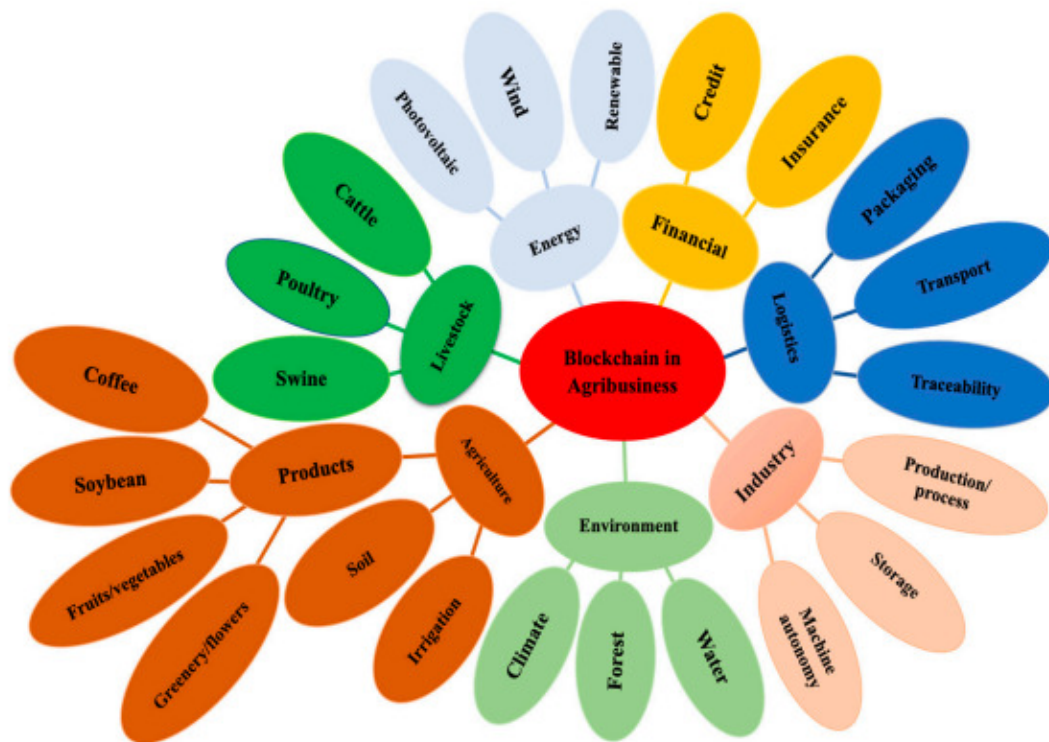 Blockchain in
Agribusiness
Energy
Photovoltaic
Wind
Renewable
Financial
Credit
Insurance
Logisties
Packaging
Transport
Traceability
Industry
Production/
process
Storage
Machine
autonomy
Environment
Water
Forest
Climate
Agriculture
Irrigation
Soil
Products
Greenery/flowers
Fruits/vegetables
Soybean
Coffee
Livestock
Swine
Poultry
Cattle